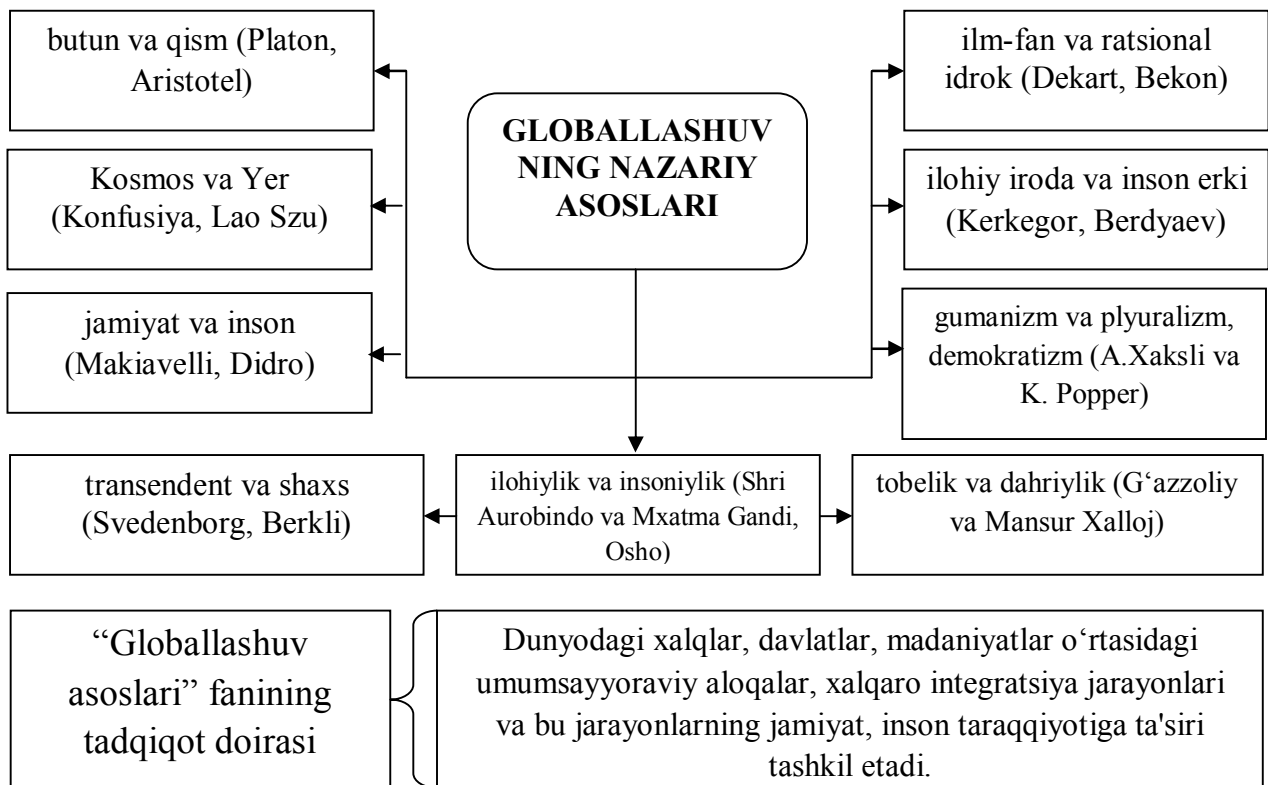 butun va qism (Platon,
Aristotel)
Kosmos va Yer
(Konfusiya, Lao Szu)
jamiyat va inson
(Makiavelli, Didro)
GLOBALLASHUV
NING NAZARIY
ASOSLARI
ilm-fan va ratsional
idrok (Dekart, Bekon)
ilohiy iroda va inson erki
(Kerkegor, Berdyaev)
gumanizm va plyuralizm,
demokratizm (A.Xaksli va
K. Popper)
transendent va shaxs
(Svedenborg, Berkli)
ilohiylik va insoniylik (Shri
Aurobindo va Mxatma Gandi,
Osho)
tobelik va dahriylik (G‘azzoliy
va Mansur Xalloj)
“Globallashuv
asoslari” fanining
tadqiqot doirasi
Dunyodagi xalqlar, davlatlar, madaniyatlar o‘rtasidagi
umumsayyoraviy aloqalar, xalqaro integratsiya jarayonlari
va bu jarayonlarning jamiyat, inson taraqqiyotiga ta'siri
tashkil etadi.